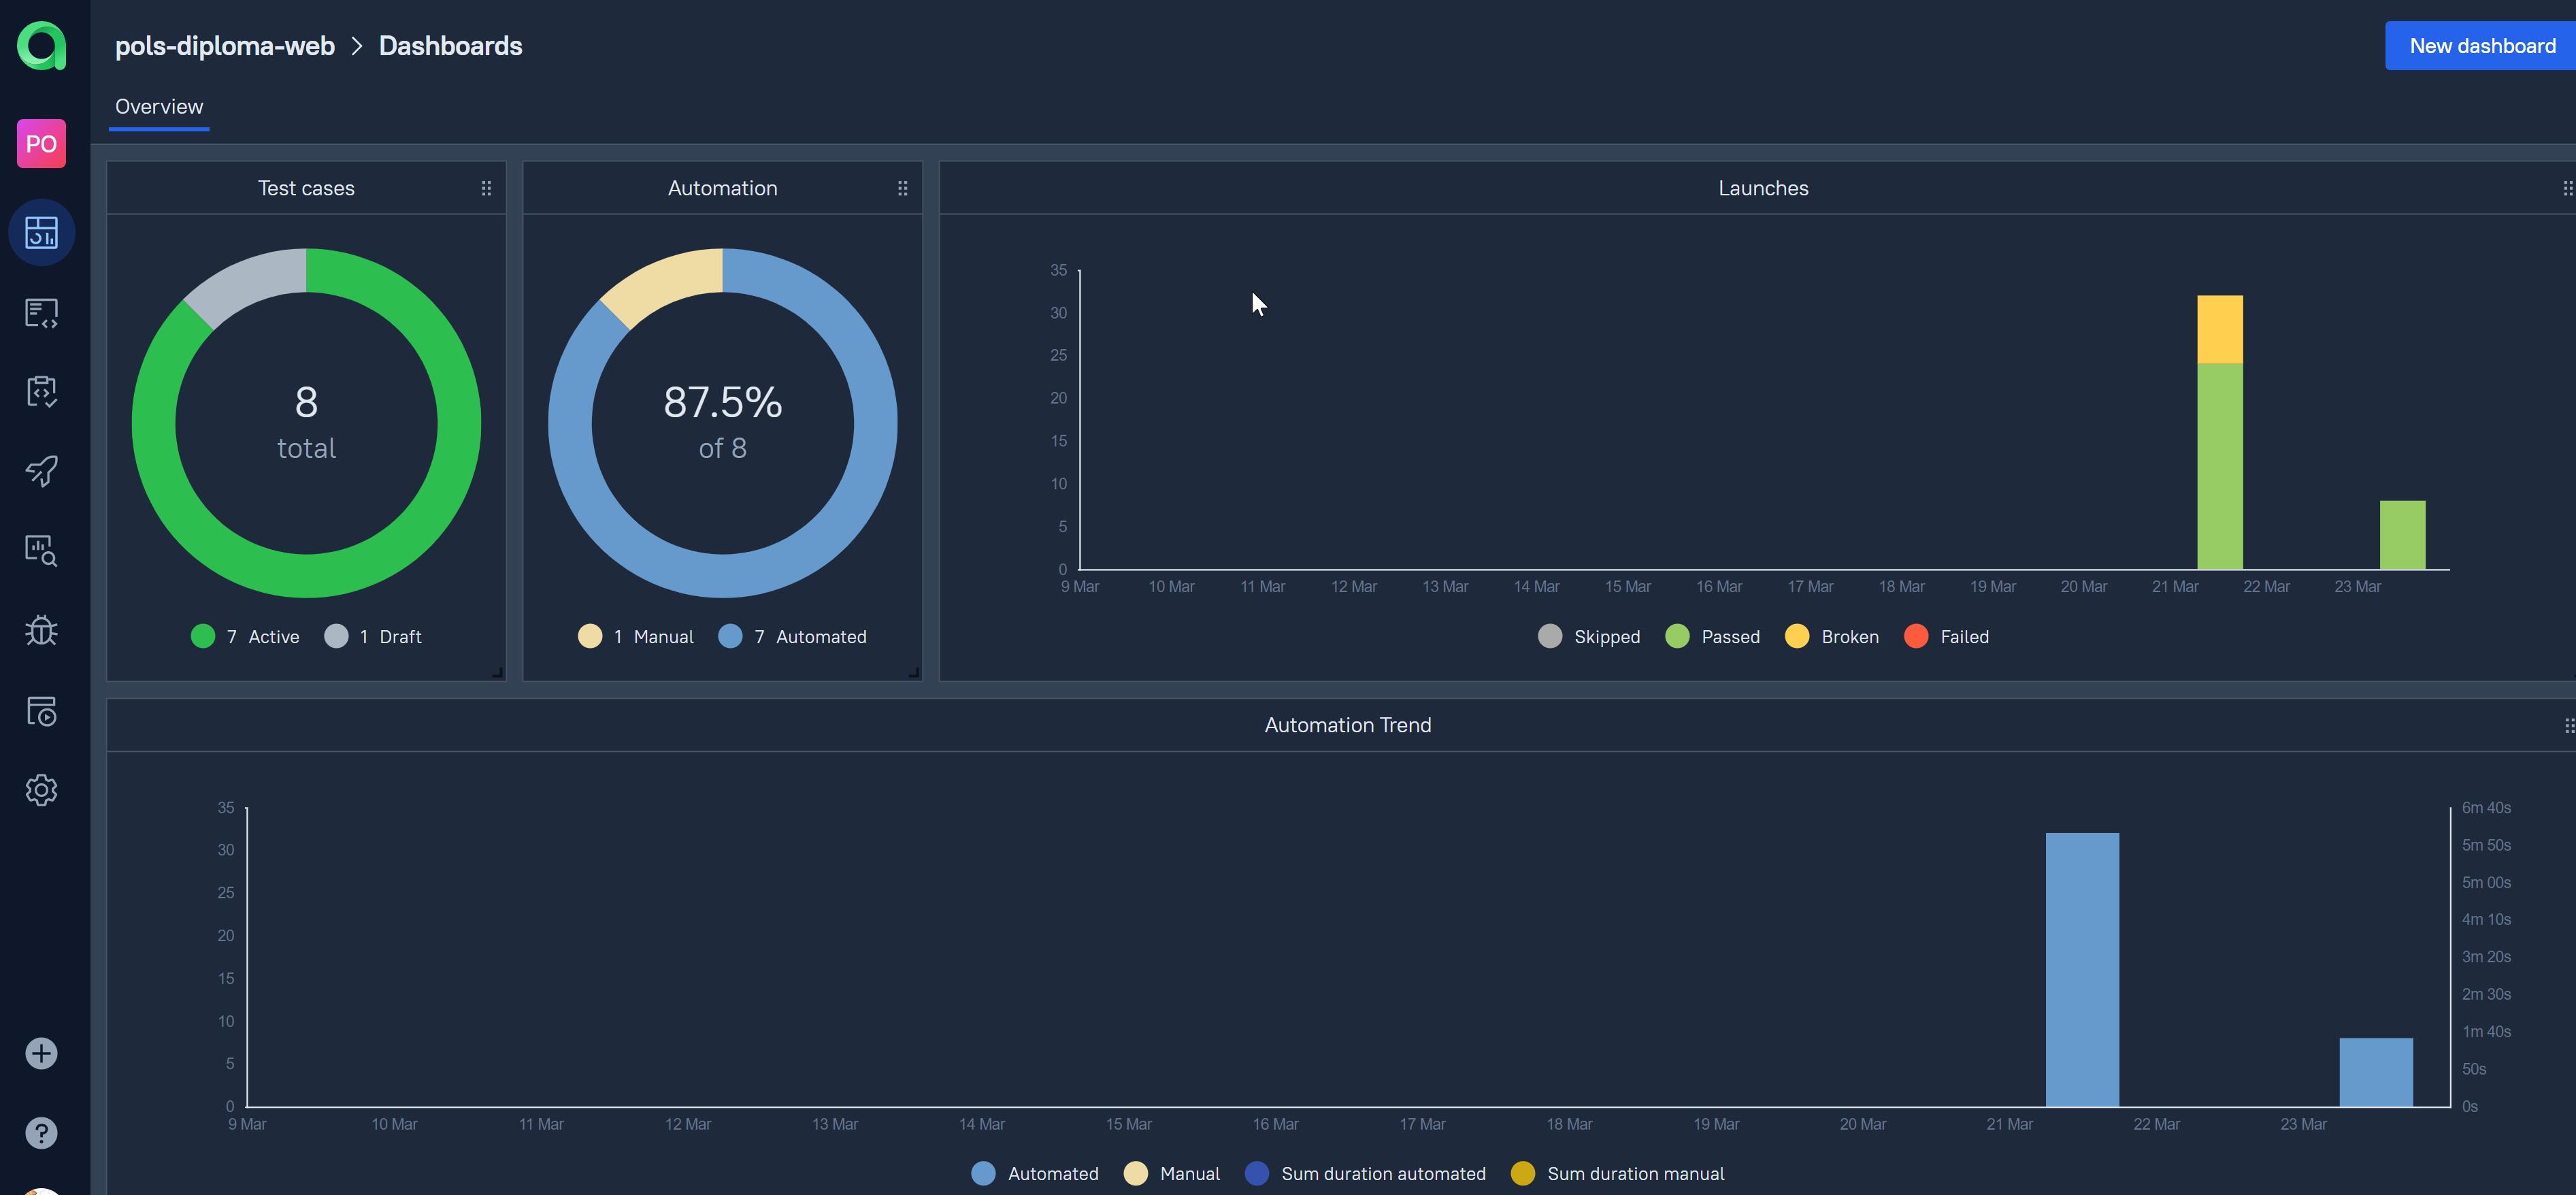 pols-diploma-web > Dashboards
New dashboard
Overview
PO
Test cases
Automation
Launches
8
total
7 Active 1 Draft
87.5%
of 8
1 Manual 7 Automated
35
30
25
20
15
10
5
0
9 Mar 10 Mar 11 Mar 12 Mar 13 Mar 14 Mar 15 Mar 16 Mar 17 Mar 18 Mar 19 Mar 20 Mar 21 Mar 22 Mar 23 Mar
Skipped Passed Broken Failed
Automation Trend
35
30
25
20
15
10
5
0
6m 40s
5m 50s
5m 00s
4m 10s
3m 20s
2m 30s
1m 40s
50s
0s
9 Mar 10 Mar 11 Mar 12 Mar 13 Mar 14 Mar 15 Mar 16 Mar 17 Mar 18 Mar 19 Mar 20 Mar 21 Mar 22 Mar 23 Mar
Automated Manual Sum duration automated Sum duration manual